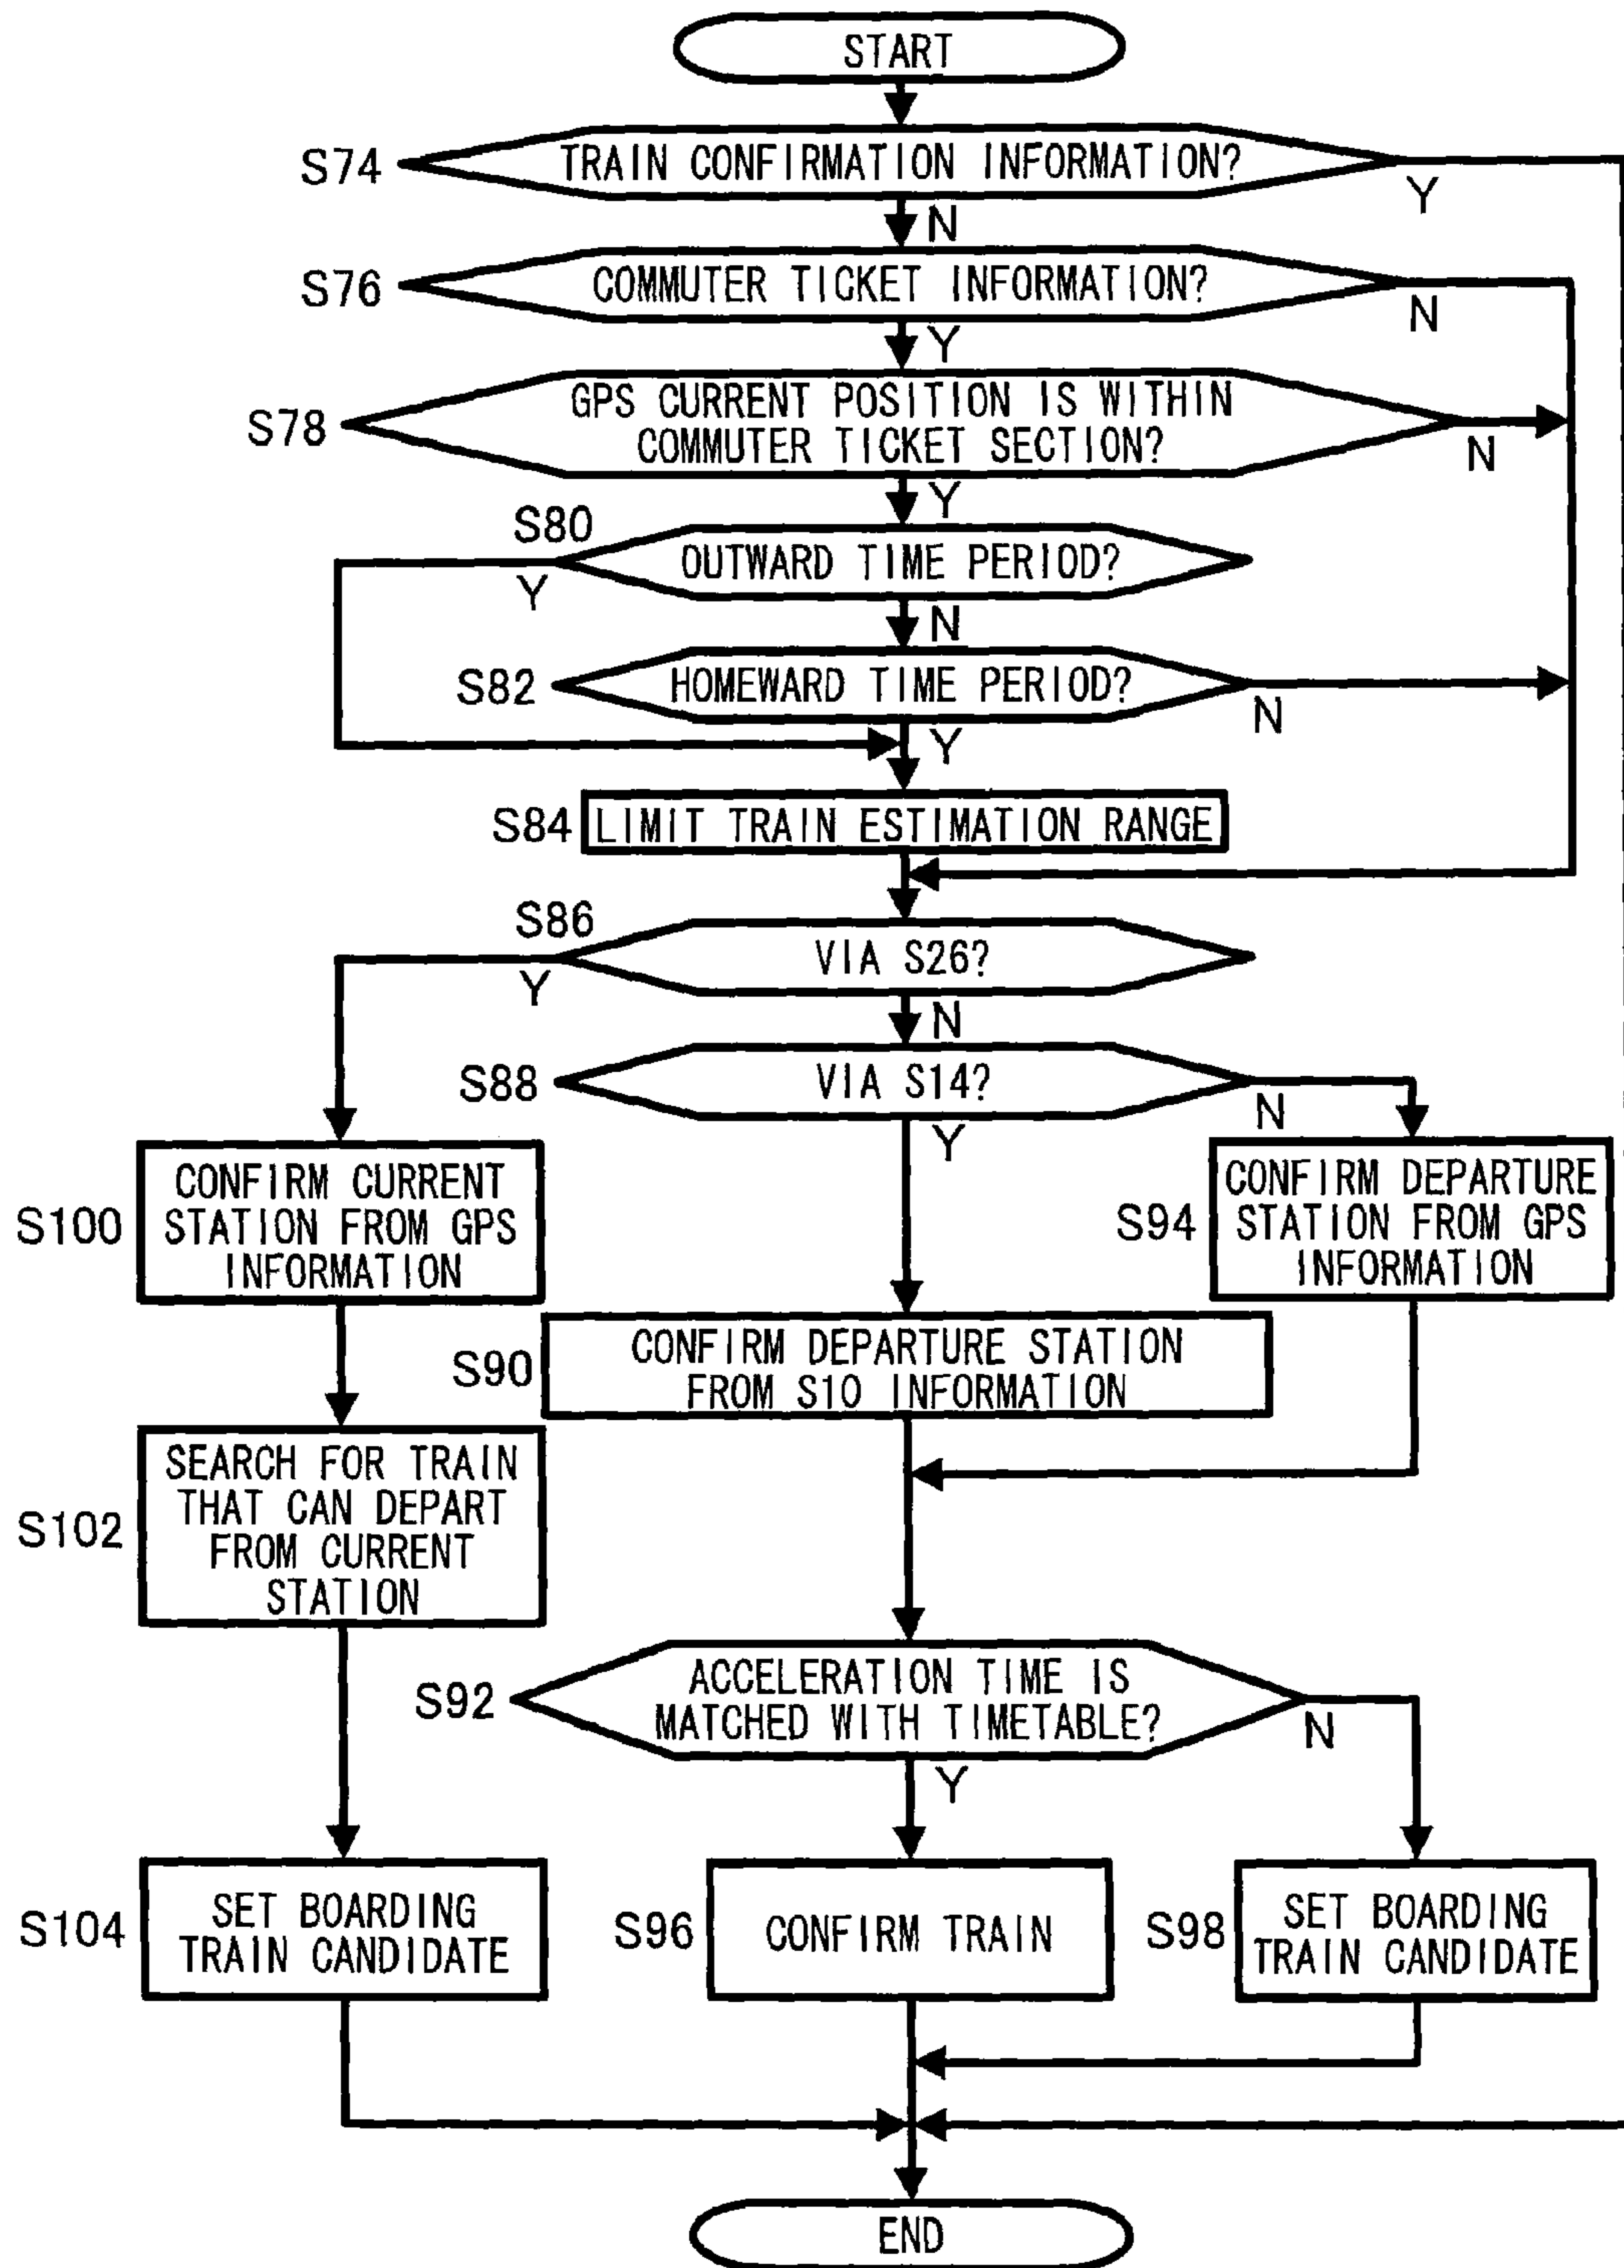 START
S74
TRAIN CONFIRMATION INFORMATION?
Y
N
S76
COMMUTER TICKET INFORMATION?
N
Y
S78
GPS CURRENT POSITION IS WITHIN
COMMUTER TICKET SECTION?
N
Y
S80
OUTWARD TIME PERIOD?
Y
N
S82
HOMEWARD TIME PERIOD?
N
Y
S84
LIMIT TRAIN ESTIMATION RANGE
S86
VIA S26?
Y
N
S88
VIA S14?
N
Y
S100
CONFIRM CURRENT
STATION FROM GPS
INFORMATION
S94
CONFIRM DEPARTURE
STATION FROM GPS
INFORMATION
S90
CONFIRM DEPARTURE STATION
FROM S10 INFORMATION
S102
SEARCH FOR TRAIN
THAT CAN DEPART
FROM CURRENT
STATION
S92
ACCELERATION TIME IS
MATCHED WITH TIMETABLE?
N
Y
S104
SET BOARDING
TRAIN CANDIDATE
S96
CONFIRM TRAIN
S98
SET BOARDING
TRAIN CANDIDATE
END